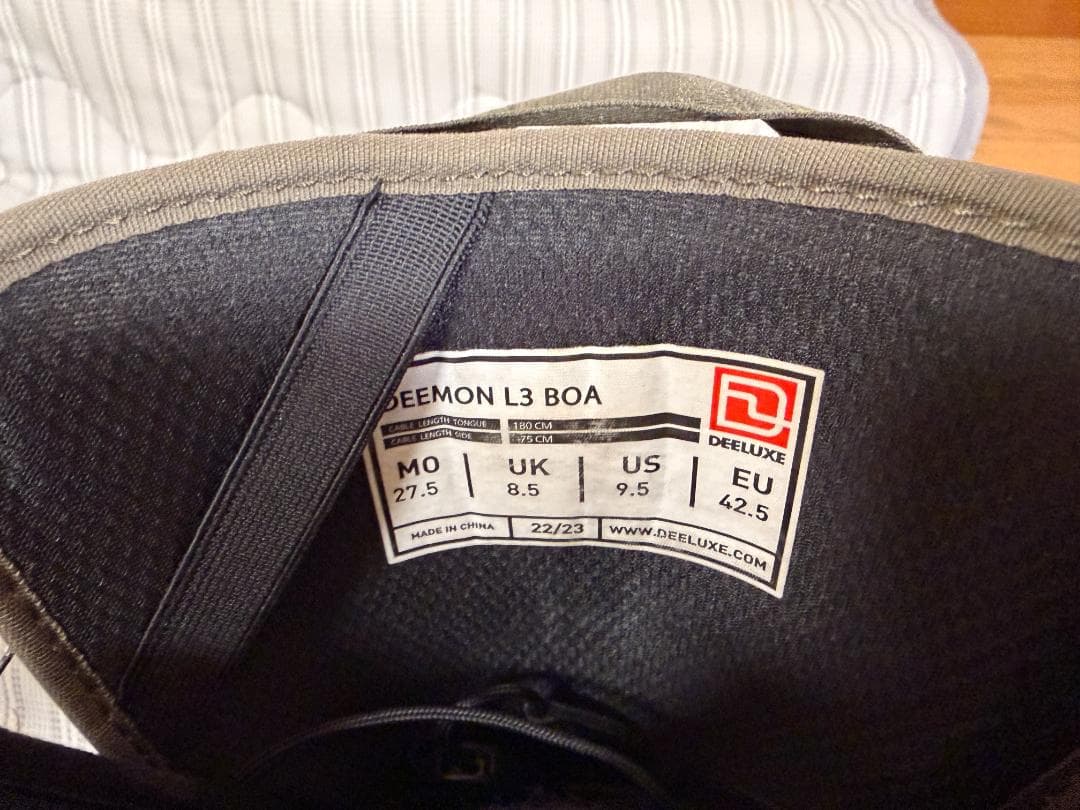 DEEMON L3 BOA
CABLE LENGTH TONGUE 180 CM
CABLE LENGTH SIDE 75 CM
DEELUXE
MO UK US EU
27.5 8.5 9.5 42.5
MADE IN CHINA 22/23 WWW.DEELUXE.COM